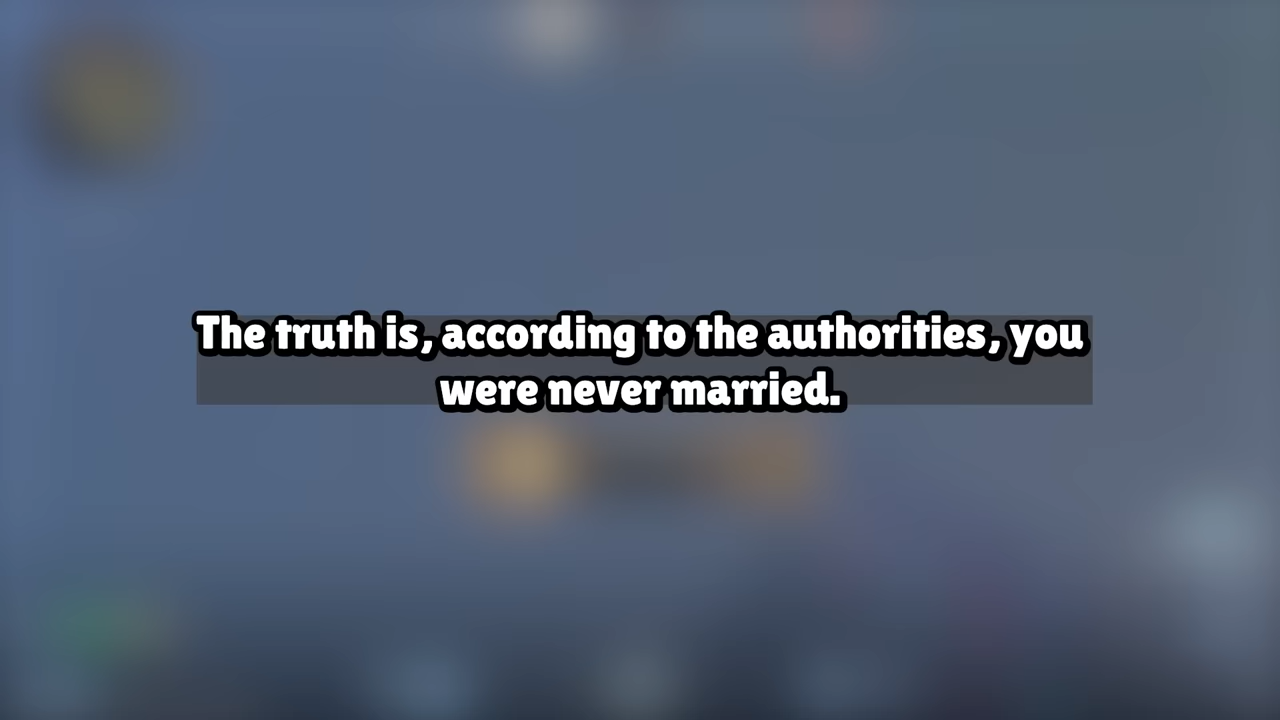 The truth is, according to the authorities, you
were never married.